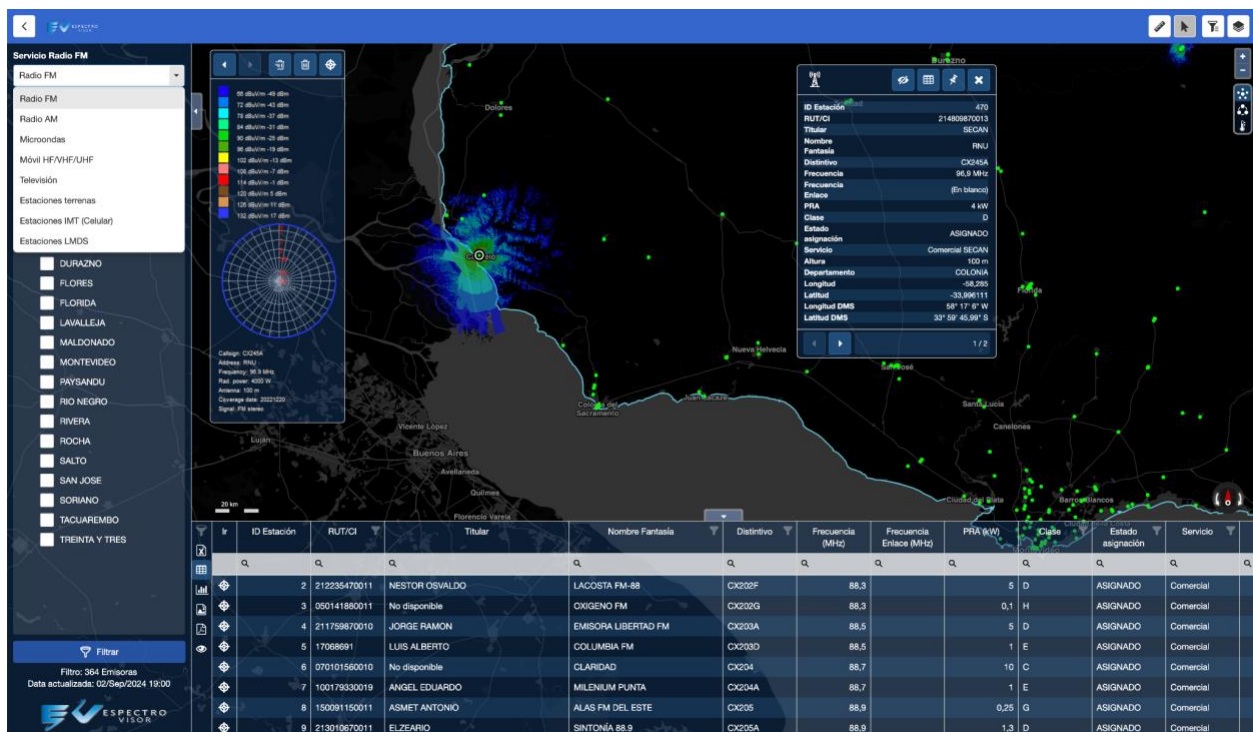 ESPECTRO
VISOR
Servicio Radio FM
Radio FM
Radio FM
Radio AM
Microondas
Móvil HF/VHF/UHF
Televisión
Estaciones terrenas
Estaciones IMT (Celular)
Estaciones LMDS
DURAZNO
FLORES
FLORIDA
LAVALLEJA
MALDONADO
MONTEVIDEO
PAYSANDU
RIO NEGRO
RIVERA
ROCHA
SALTO
SAN JOSE
SORIANO
TACUAREMBO
TREINTA Y TRES
Filtrar
Filtro: 364 Emisoras
Data actualizada: 02/Sep/2024 19:00
ESPECTRO
VISOR
66 dBuV/m -49 dBm
72 dBuV/m -43 dBm
78 dBuV/m -37 dBm
84 dBuV/m -31 dBm
90 dBuV/m -25 dBm
96 dBuV/m -19 dBm
102 dBuV/m -13 dBm
108 dBuV/m -7 dBm
114 dBuV/m -1 dBm
120 dBuV/m 5 dBm
126 dBuV/m 11 dBm
132 dBuV/m 17 dBm
Callsign: CX245A
Address: RNU
Frequency: 96.9 MHz
Rad. power: 4000 W
Antenna: 100 m
Coverage date: 20221220
Signal: FM stereo
Durazno
Dolores
Nueva Helvecia
Colonia del
Sacramento
Juan Lacaze
Florida
San José
Santa Lucía
Canelones
Ciudad del Plata
Barros Blancos
Vicente López
Luján
Buenos Aires
Avellaneda
Quilmes
Florencio Varela
20 km
ID Estación 470
RUT/CI 214809870013
Titular SECAN
Nombre Fantasía RNU
Distintivo CX245A
Frecuencia 96,9 MHz
Frecuencia Enlace (En blanco)
PRA 4 kW
Clase D
Estado asignación ASIGNADO
Servicio Comercial SECAN
Altura 100 m
Departamento COLONIA
Longitud -58,285
Latitud -33,996111
Longitud DMS 58° 17' 6" W
Latitud DMS 33° 59' 45,99" S
1 / 2
Ir ID Estación RUT/CI Titular Nombre Fantasía Distintivo Frecuencia (MHz) Frecuencia Enlace (MHz) PRA (kW) Clase Estado asignación Servicio
2 212235470011 NESTOR OSVALDO LACOSTA FM-88 CX202F 88,3 5 D ASIGNADO Comercial
3 050141880011 No disponible OXIGENO FM CX202G 88,3 0,1 H ASIGNADO Comercial
4 211759870010 JORGE RAMON EMISORA LIBERTAD FM CX203A 88,5 5 D ASIGNADO Comercial
5 17068691 LUIS ALBERTO COLUMBIA FM CX203D 88,5 1 E ASIGNADO Comercial
6 070101560010 No disponible CLARIDAD CX204 88,7 10 C ASIGNADO Comercial
7 100179330019 ANGEL EDUARDO MILENIUM PUNTA CX204A 88,7 1 E ASIGNADO Comercial
8 150091150011 ASMET ANTONIO ALAS FM DEL ESTE CX205 88,9 0,25 G ASIGNADO Comercial
9 213010670011 ELZEARIO SINTONÍA 88.9 CX205A 88,9 1,3 D ASIGNADO Comercial